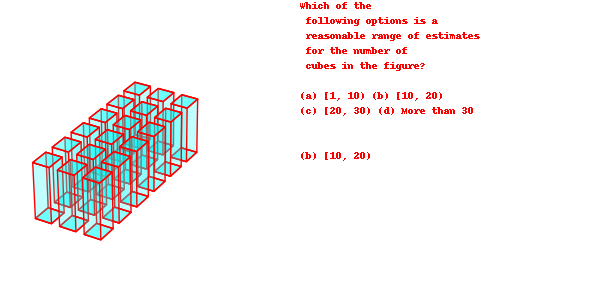 Which of the
following options is a
reasonable range of estimates
for the number of
cubes in the figure?
(a) [1, 10) (b) [10, 20)
(c) [20, 30) (d) More than 30
(b) [10, 20)